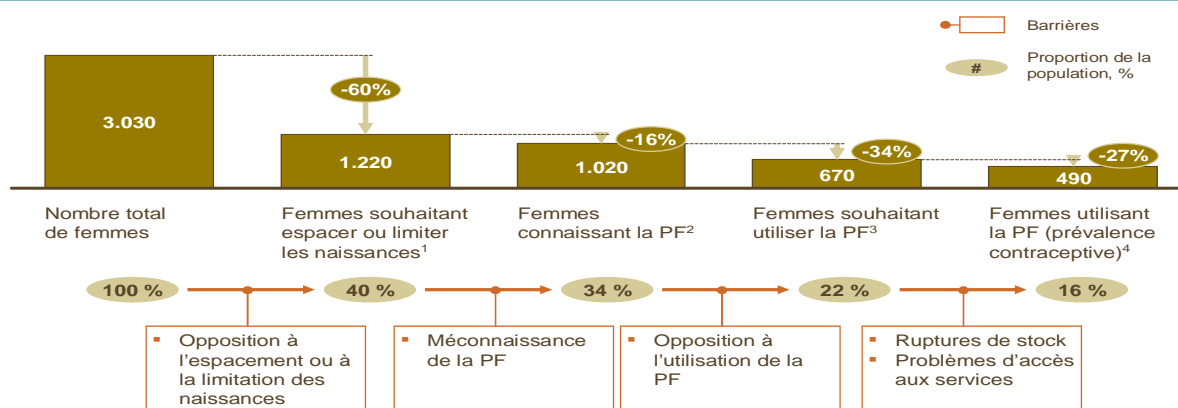 Barrières
# Proportion de la
population, %
-60%
-16%
-34%
-27%
3.030
1.220
1.020
670
490
Nombre total
de femmes
Femmes souhaitant
espacer ou limiter
les naissances¹
Femmes
connaissant la PF²
Femmes souhaitant
utiliser la PF³
Femmes utilisant
la PF (prévalence
contraceptive)⁴
100 %
40 %
34 %
22 %
16 %
▪ Opposition à
l'espacement ou à
la limitation des
naissances
▪ Méconnaissance
de la PF
▪ Opposition à
l'utilisation de la
PF
▪ Ruptures de stock
▪ Problèmes d'accès
aux services